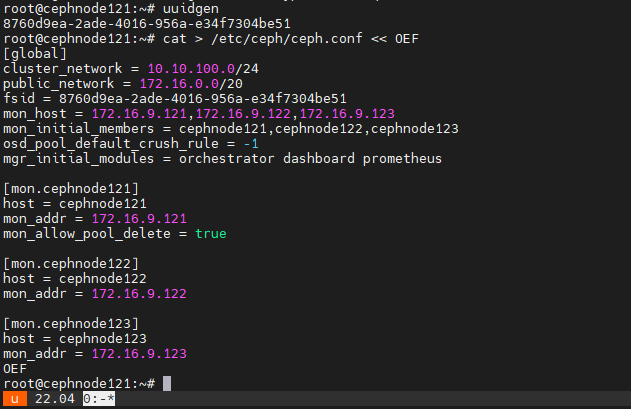 root@cephnode121:~# uuidgen
8760d9ea-2ade-4016-956a-e34f7304be51
root@cephnode121:~# cat > /etc/ceph/ceph.conf << OEF
[global]
cluster_network = 10.10.100.0/24
public_network = 172.16.0.0/20
fsid = 8760d9ea-2ade-4016-956a-e34f7304be51
mon_host = 172.16.9.121,172.16.9.122,172.16.9.123
mon_initial_members = cephnode121,cephnode122,cephnode123
osd_pool_default_crush_rule = -1
mgr_initial_modules = orchestrator dashboard prometheus

[mon.cephnode121]
host = cephnode121
mon_addr = 172.16.9.121
mon_allow_pool_delete = true

[mon.cephnode122]
host = cephnode122
mon_addr = 172.16.9.122

[mon.cephnode123]
host = cephnode123
mon_addr = 172.16.9.123
OEF
root@cephnode121:~#
u 22.04 0:-*